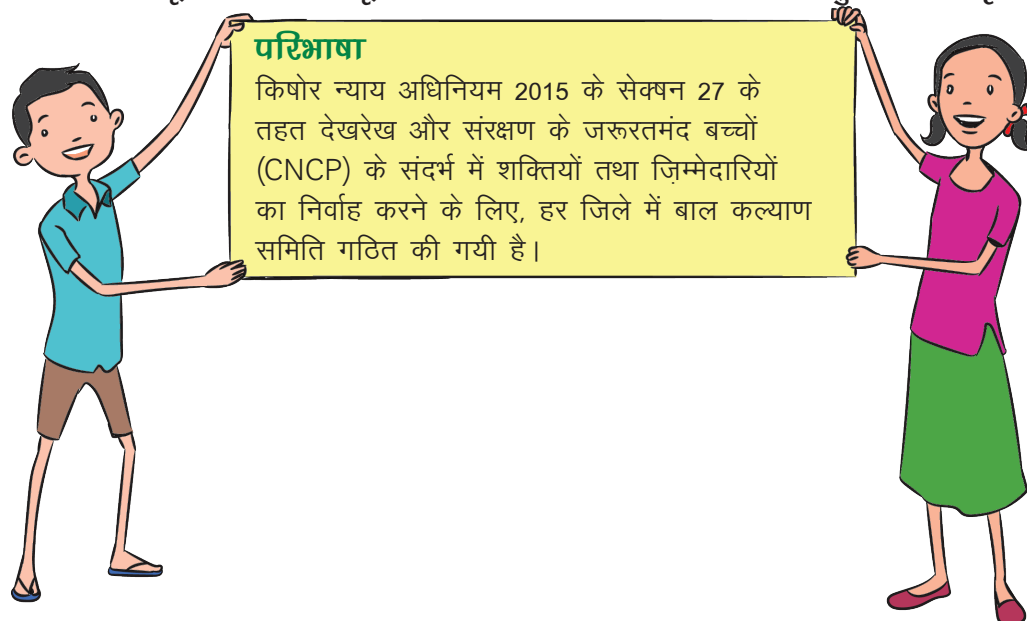 परिभाषा
किषोर न्याय अधिनियम 2015 के सेक्षन 27 के
तहत देखरेख और संरक्षण के जरूरतमंद बच्चों
(CNCP) के संदर्भ में शक्तियों तथा ज़िम्मेदारियों
का निर्वाह करने के लिए, हर जिले में बाल कल्याण
समिति गठित की गयी है।